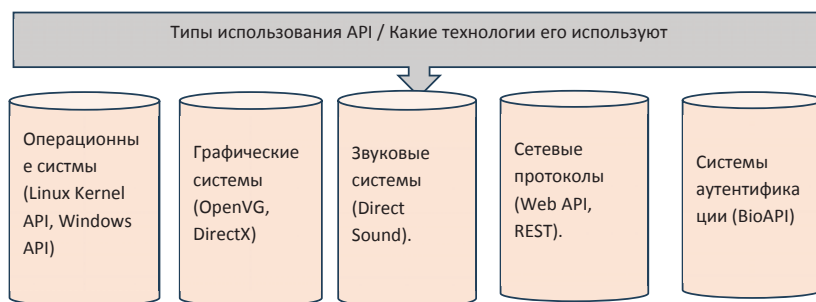 Типы использования API / Какие технологии его используют
Операционны
е систмы
(Linux Kernel
API, Windows
API)
Графические
системы
(OpenVG,
DirectX)
Звуковые
системы
(Direct
Sound).
Сетевые
протоколы
(Web API,
REST).
Системы
аутентифика
ции (BioAPI)